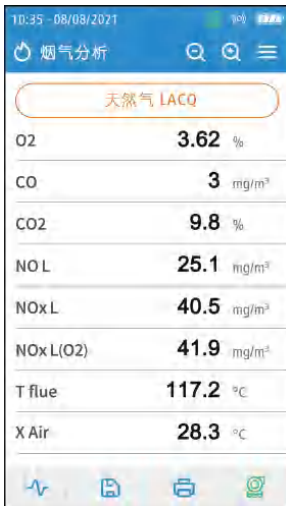 10:35 - 08/08/2021
烟气分析
天然气 LACQ
O2 3.62 %
CO 3 mg/m³
CO2 9.8 %
NO L 25.1 mg/m³
NOx L 40.5 mg/m³
NOx L(O2) 41.9 mg/m³
T flue 117.2 °C
X Air 28.3 °C